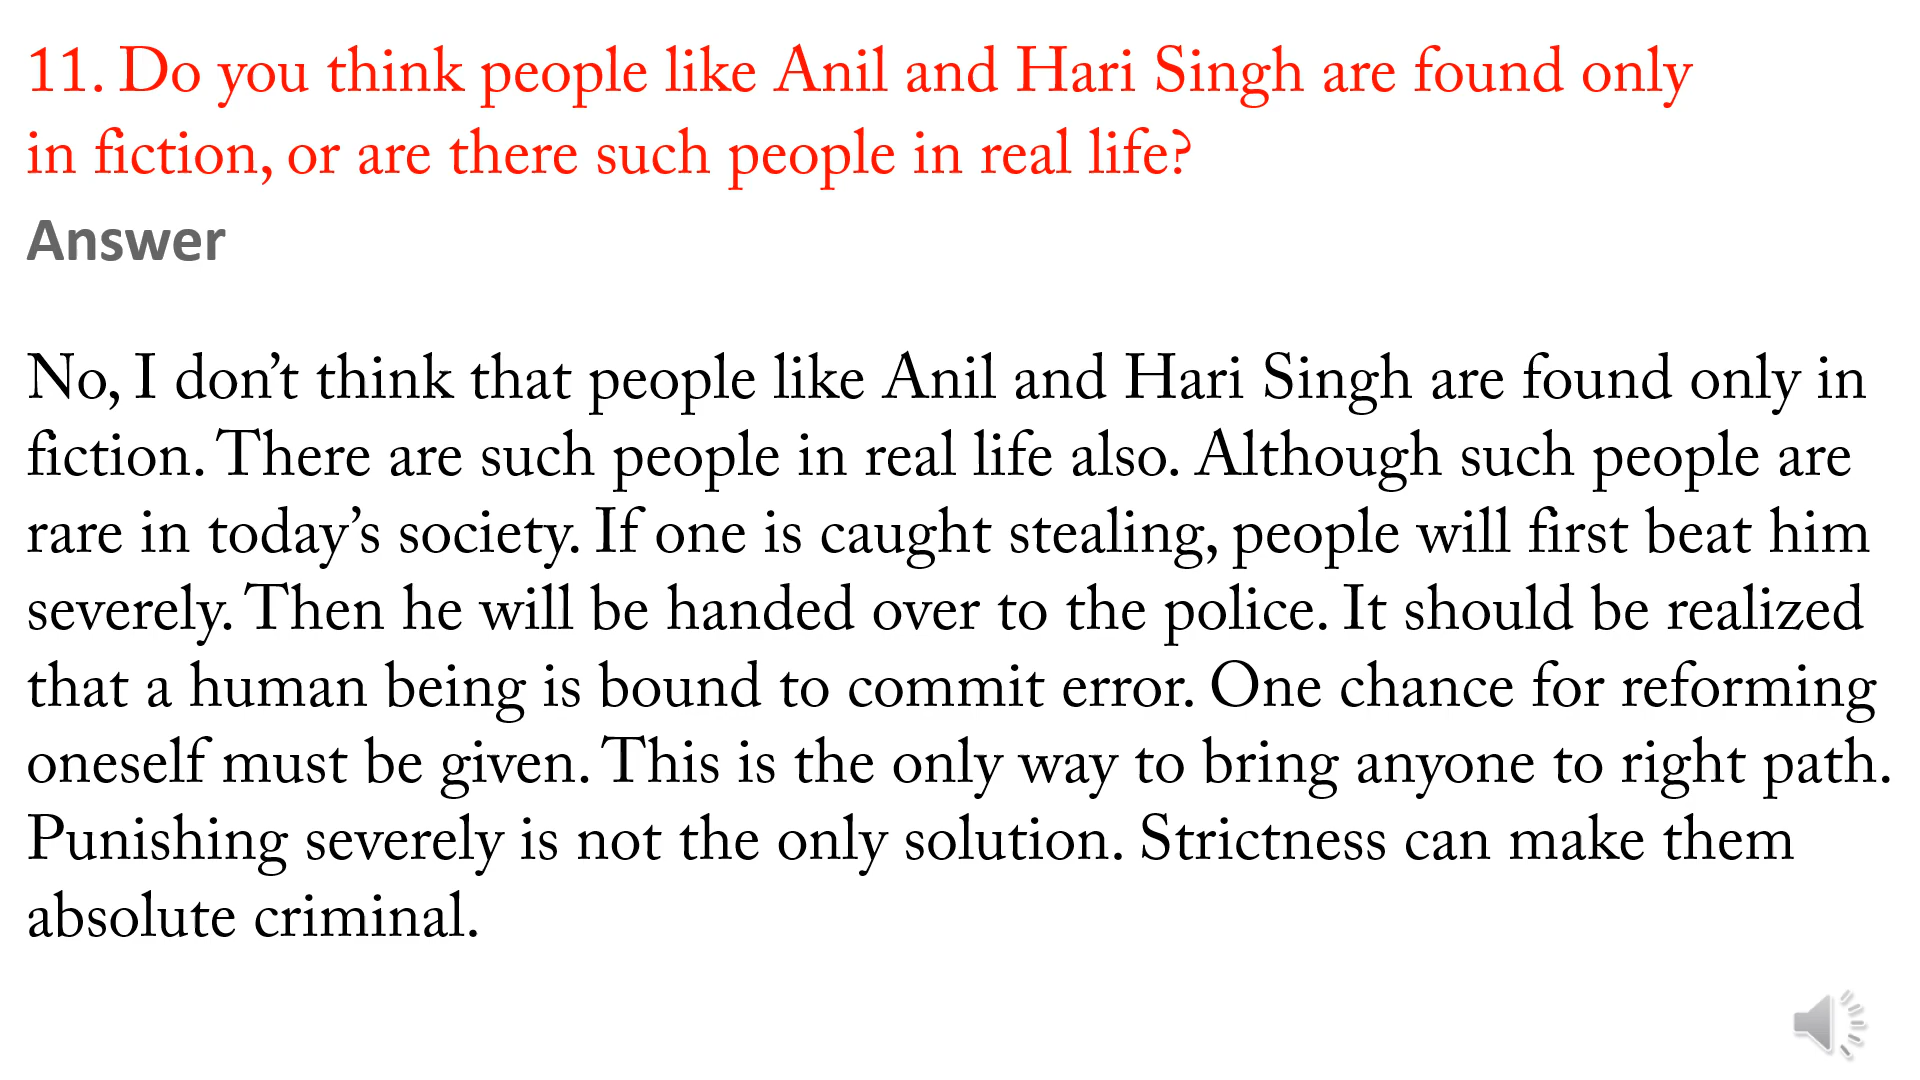 11. Do you think people like Anil and Hari Singh are found only
in fiction, or are there such people in real life?
Answer
No, I don’t think that people like Anil and Hari Singh are found only in
fiction. There are such people in real life also. Although such people are
rare in today’s society. If one is caught stealing, people will first beat him
severely. Then he will be handed over to the police. It should be realized
that a human being is bound to commit error. One chance for reforming
oneself must be given. This is the only way to bring anyone to right path.
Punishing severely is not the only solution. Strictness can make them
absolute criminal.